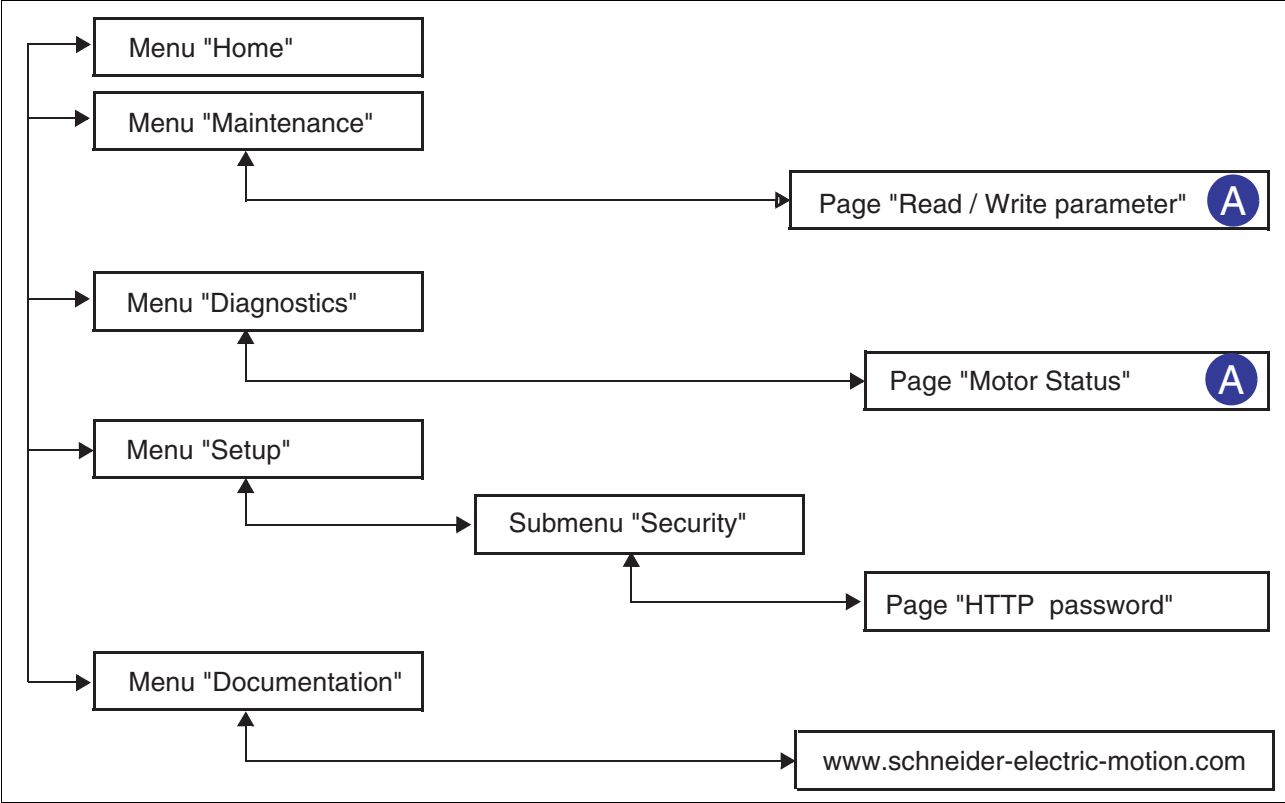 Menu "Home"
Menu "Maintenance"
Page "Read / Write parameter" A
Menu "Diagnostics"
Page "Motor Status" A
Menu "Setup"
Submenu "Security"
Page "HTTP password"
Menu "Documentation"
www.schneider-electric-motion.com